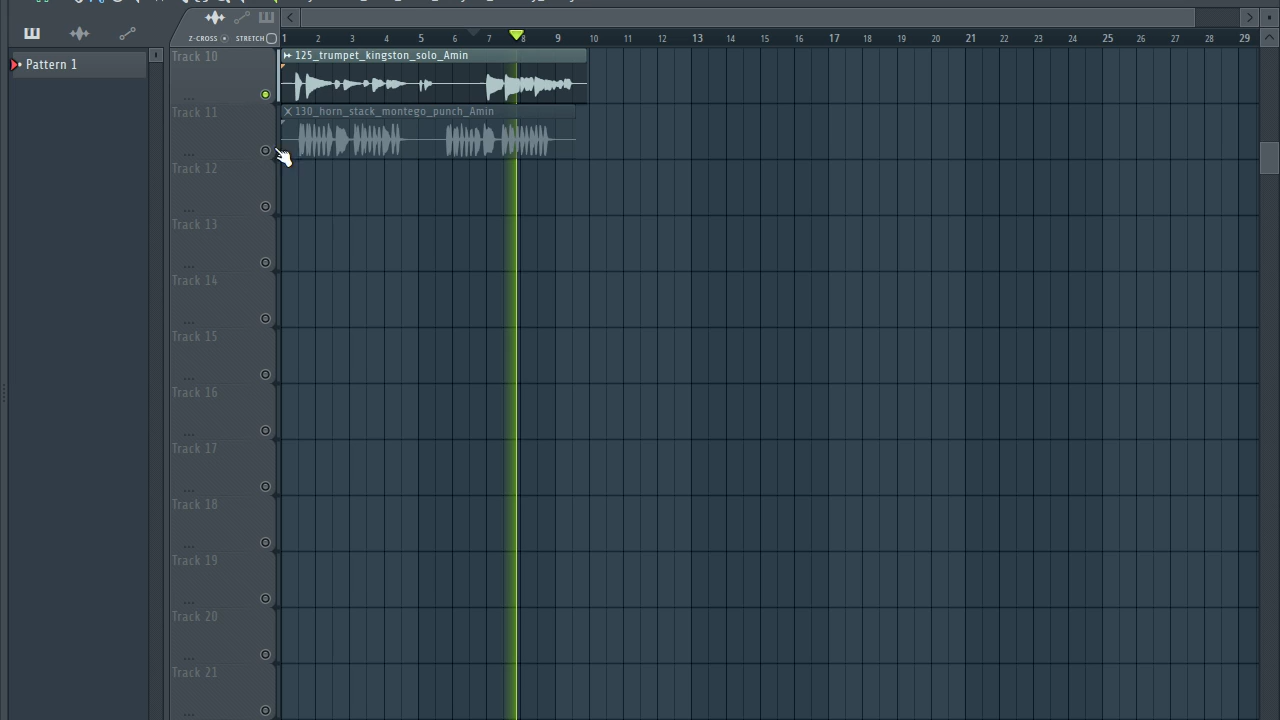 Z-CROSS STRETCH
1 2 3 4 5 6 7 8 9 10 11 12 13 14 15 16 17 18 19 20 21 22 23 24 25 26 27 28 29
Pattern 1
Track 10
125_trumpet_kingston_solo_Amin
Track 11
130_horn_stack_montego_punch_Amin
Track 12
Track 13
Track 14
Track 15
Track 16
Track 17
Track 18
Track 19
Track 20
Track 21